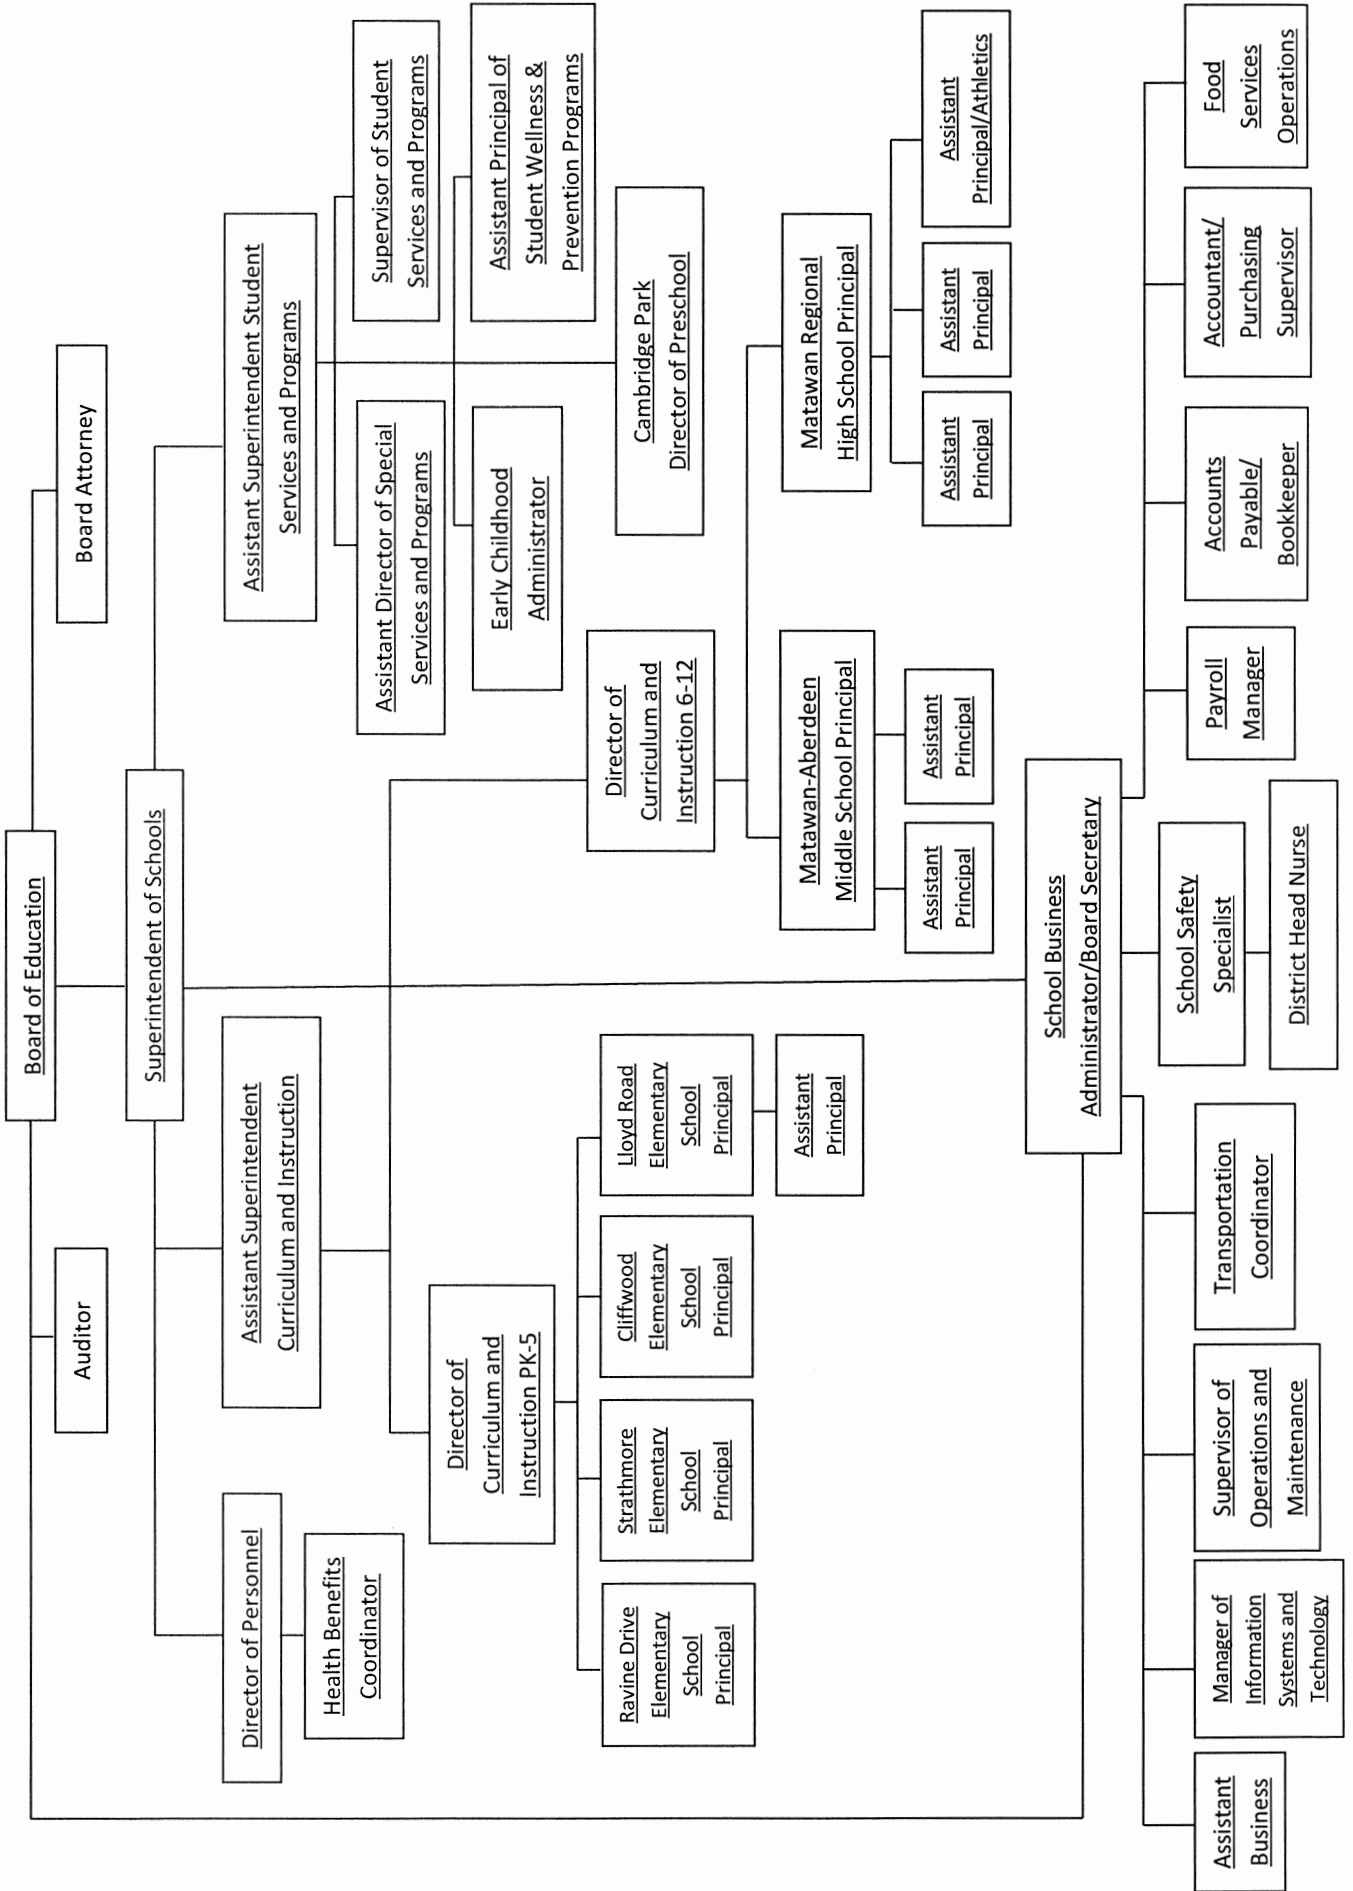 Board of Education
Auditor
Board Attorney
Superintendent of Schools
Director of Personnel
Health Benefits
Coordinator
Assistant Superintendent
Curriculum and Instruction
Assistant Superintendent Student
Services and Programs
Assistant Director of Special
Services and Programs
Supervisor of Student
Services and Programs
Early Childhood
Administrator
Assistant Principal of
Student Wellness &
Prevention Programs
Cambridge Park
Director of Preschool
Director of
Curriculum and
Instruction PK-5
Ravine Drive
Elementary
School
Principal
Strathmore
Elementary
School
Principal
Cliffwood
Elementary
School
Principal
Lloyd Road
Elementary
School
Principal
Assistant
Principal
Director of
Curriculum and
Instruction 6-12
Matawan-Aberdeen
Middle School Principal
Assistant
Principal
Assistant
Principal
Matawan Regional
High School Principal
Assistant
Principal
Assistant
Principal
Assistant
Principal/Athletics
School Business
Administrator/Board Secretary
Assistant
Business
Manager of
Information
Systems and
Technology
Supervisor of
Operations and
Maintenance
Transportation
Coordinator
School Safety
Specialist
District Head Nurse
Payroll
Manager
Accounts
Payable/
Bookkeeper
Accountant/
Purchasing
Supervisor
Food
Services
Operations